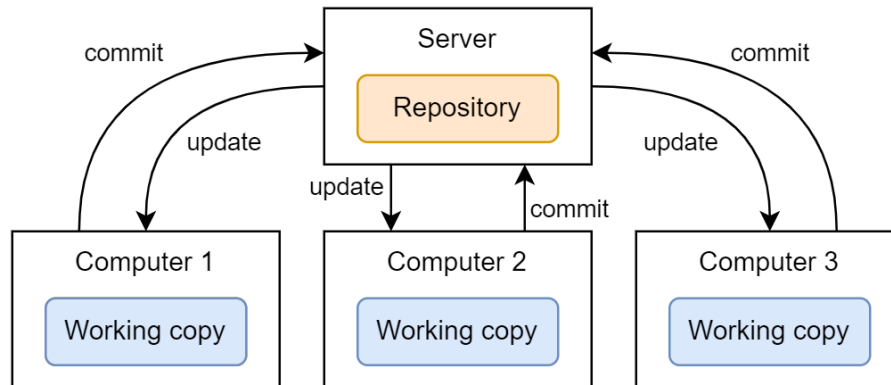 Server
Repository
commit
commit
update
update
update
commit
Computer 1
Computer 2
Computer 3
Working copy
Working copy
Working copy